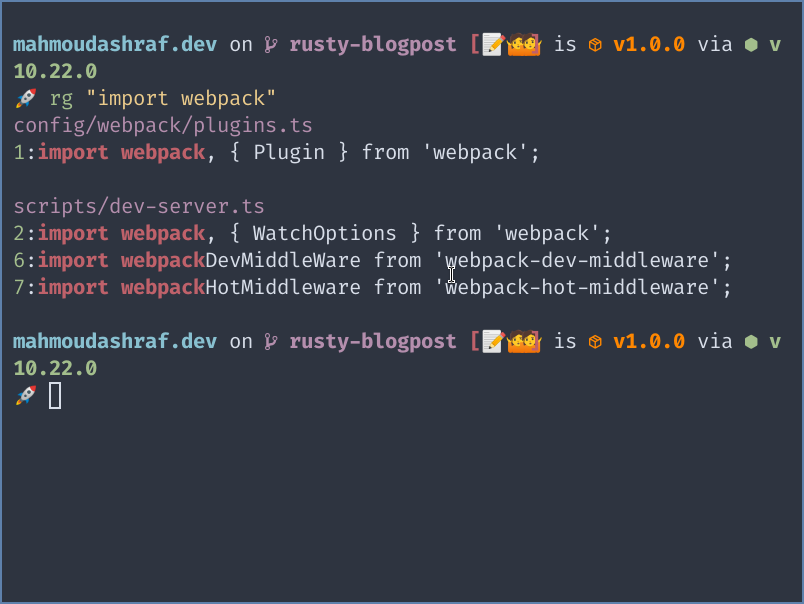 mahmoudashraf.dev on rusty-blogpost [📝🤷] is 📦 v1.0.0 via ⬢ v
10.22.0
🚀 rg "import webpack"
config/webpack/plugins.ts
1:import webpack, { Plugin } from 'webpack';
scripts/dev-server.ts
2:import webpack, { WatchOptions } from 'webpack';
6:import webpackDevMiddleWare from 'webpack-dev-middleware';
7:import webpackHotMiddleware from 'webpack-hot-middleware';
mahmoudashraf.dev on rusty-blogpost [📝🤷] is 📦 v1.0.0 via ⬢ v
10.22.0
🚀